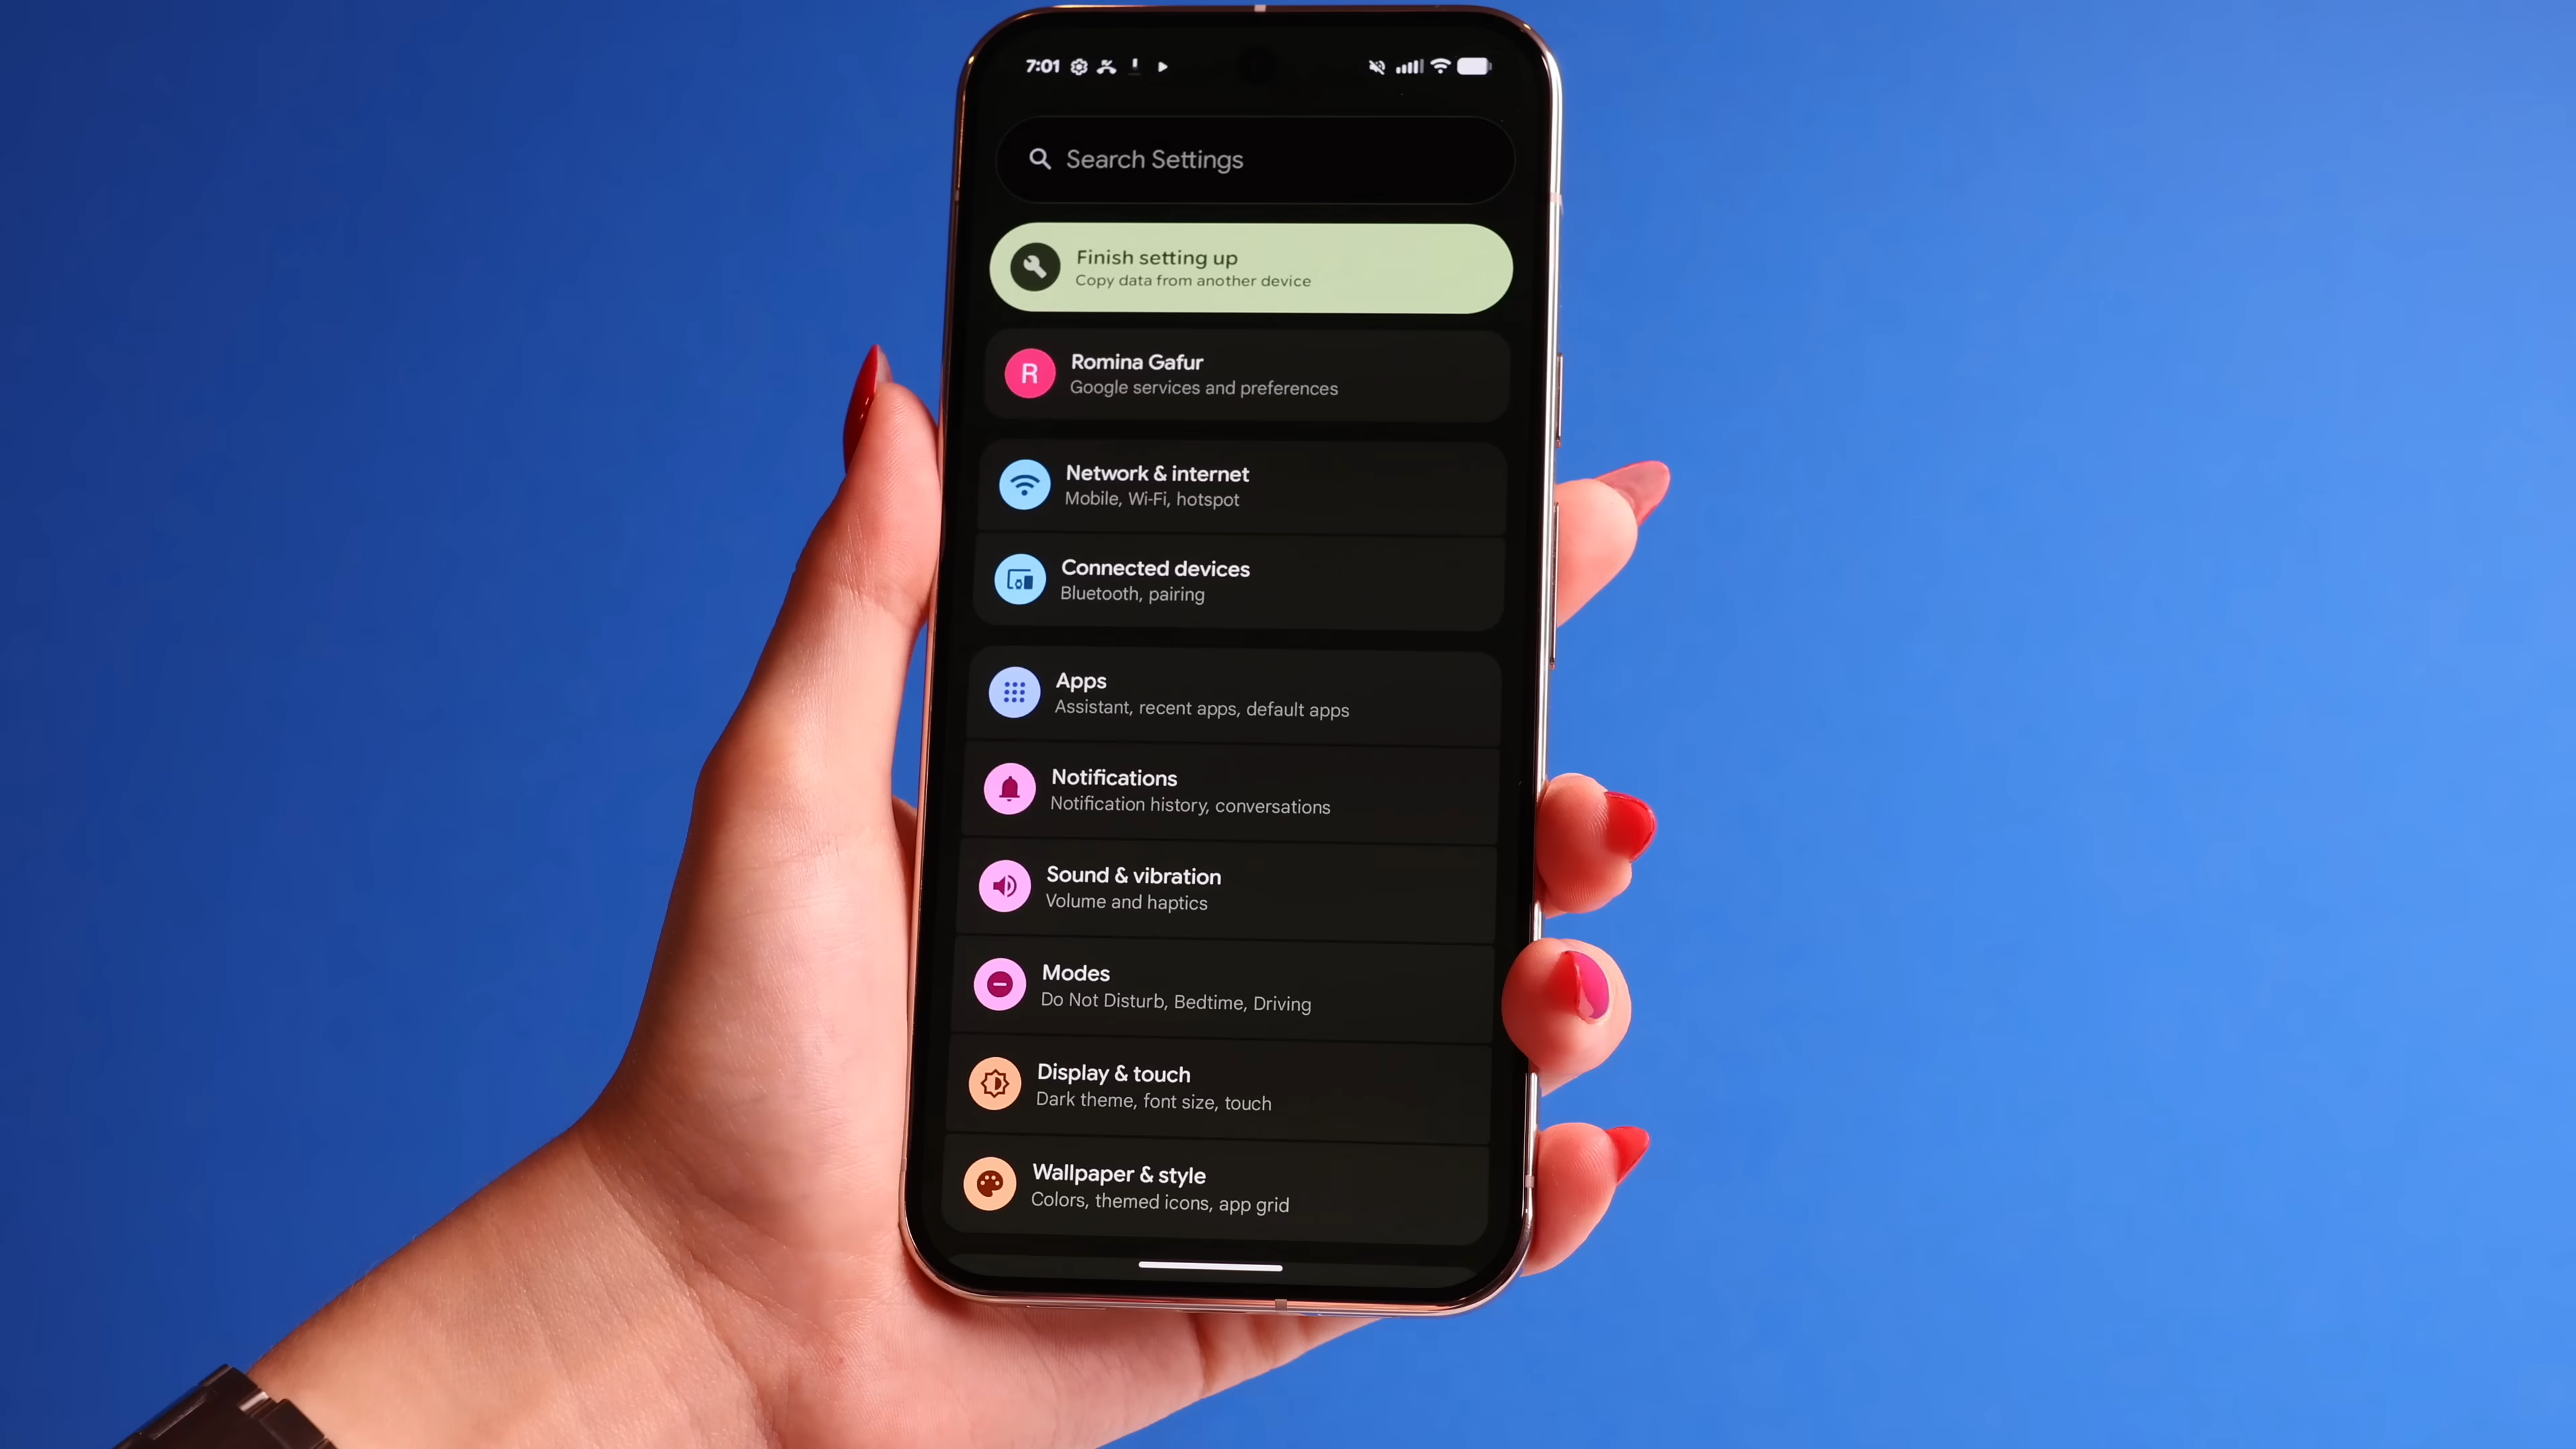 7:01
Search Settings
Finish setting up
Copy data from another device
R
Romina Gafur
Google services and preferences
Network & internet
Mobile, Wi-Fi, hotspot
Connected devices
Bluetooth, pairing
Apps
Assistant, recent apps, default apps
Notifications
Notification history, conversations
Sound & vibration
Volume and haptics
Modes
Do Not Disturb, Bedtime, Driving
Display & touch
Dark theme, font size, touch
Wallpaper & style
Colors, themed icons, app grid